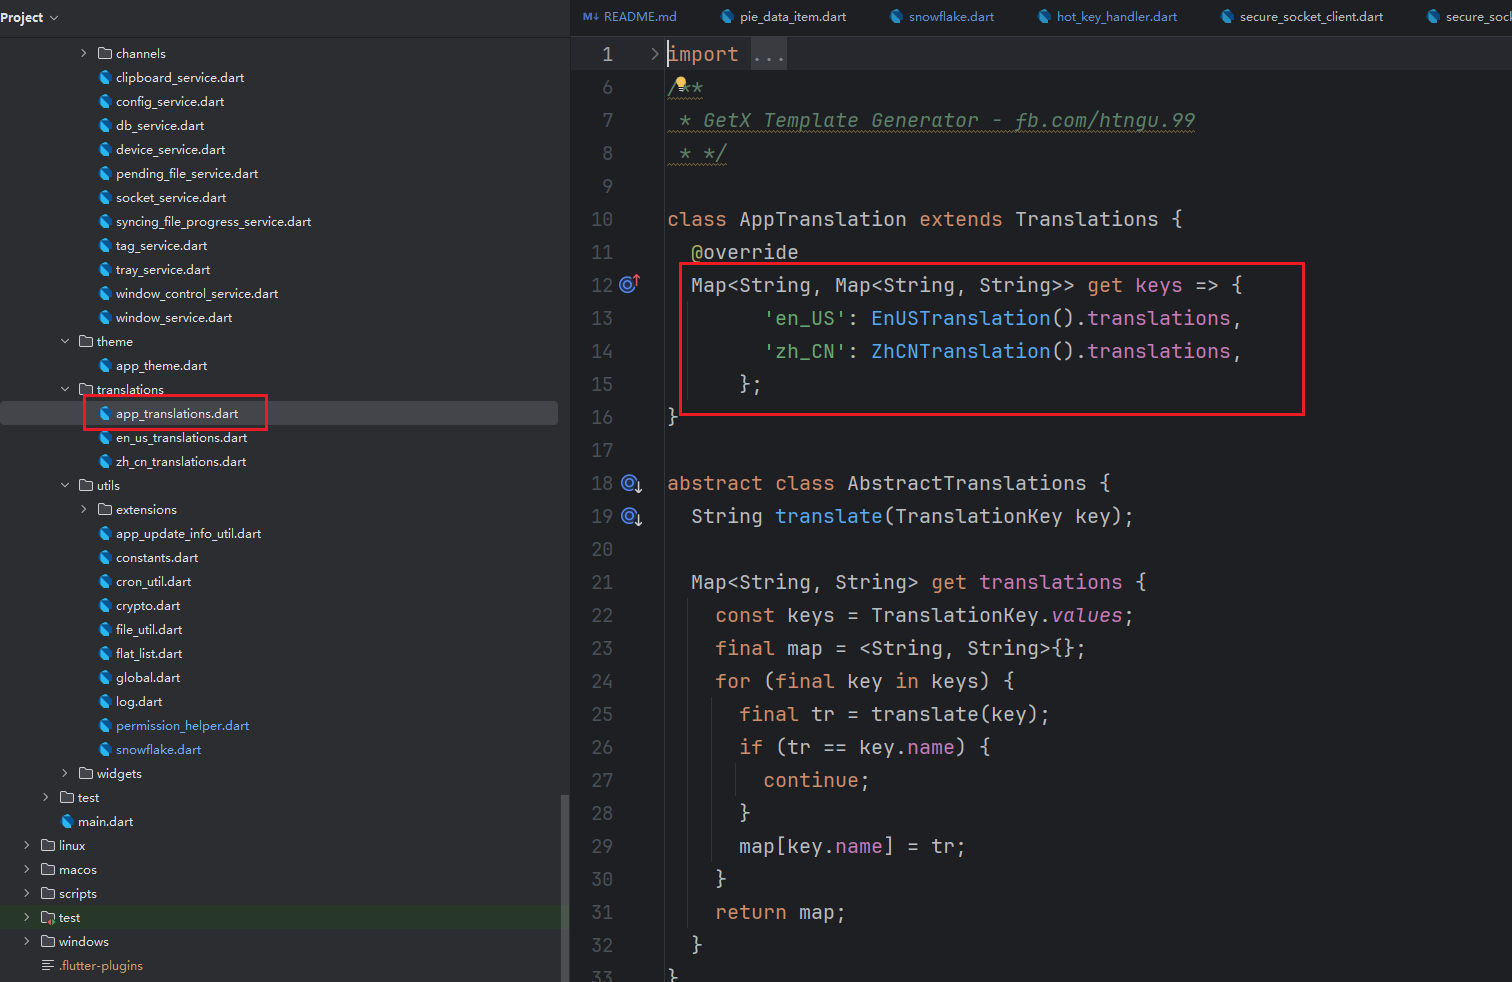 Project
channels
clipboard_service.dart
config_service.dart
db_service.dart
device_service.dart
pending_file_service.dart
socket_service.dart
syncing_file_progress_service.dart
tag_service.dart
tray_service.dart
window_control_service.dart
window_service.dart
theme
app_theme.dart
translations
app_translations.dart
en_us_translations.dart
zh_cn_translations.dart
utils
extensions
app_update_info_util.dart
constants.dart
cron_util.dart
crypto.dart
file_util.dart
flat_list.dart
global.dart
log.dart
permission_helper.dart
snowflake.dart
widgets
test
main.dart
linux
macos
scripts
test
windows
.flutter-plugins
M↓ README.md pie_data_item.dart snowflake.dart hot_key_handler.dart secure_socket_client.dart secure_soc
1 import ...
6 /**
7 * GetX Template Generator - fb.com/htngu.99
8 * */
9
10 class AppTranslation extends Translations {
11 @override
12 Map<String, Map<String, String>> get keys => {
13 'en_US': EnUSTranslation().translations,
14 'zh_CN': ZhCNTranslation().translations,
15 };
16 }
17
18 abstract class AbstractTranslations {
19 String translate(TranslationKey key);
20
21 Map<String, String> get translations {
22 const keys = TranslationKey.values;
23 final map = <String, String>{};
24 for (final key in keys) {
25 final tr = translate(key);
26 if (tr == key.name) {
27 continue;
28 }
29 map[key.name] = tr;
30 }
31 return map;
32 }
33 }